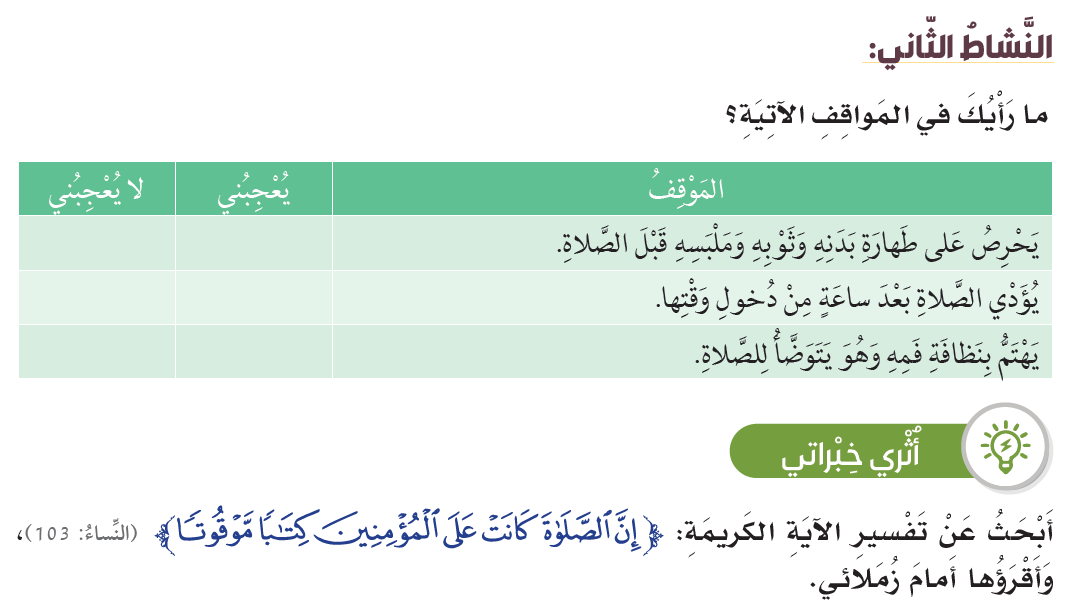 النَّشاطُ الثّاني:
ما رَأْيُكَ في المَواقِفِ الآتِيَةِ؟
المَوْقِفُ يُعْجِبُني لا يُعْجِبُني
يَحْرِصُ عَلى طَهارَةِ بَدَنِهِ وَثَوْبِهِ وَمَلْبَسِهِ قَبْلَ الصَّلاةِ.
يُؤَدْي الصَّلاةِ بَعْدَ ساعَةٍ مِنْ دُخولِ وَقْتِها.
يَهْتَمُّ بِنَظافَةِ فَمِهِ وَهُوَ يَتَوَضَّأُ لِلصَّلاةِ.
أُثْري خِبْراتي
أَبْحَثُ عَنْ تَفْسيرِ الآيَةِ الكَريمَةِ: ﴿إِنَّ ٱلصَّلَوٰةَ كَانَتْ عَلَى ٱلْمُؤْمِنِينَ كِتَٰبًا مَّوْقُوتًا﴾ (النِّساءُ: 103)،
وَأَقْرَؤُها أَمامَ زُمَلائي.